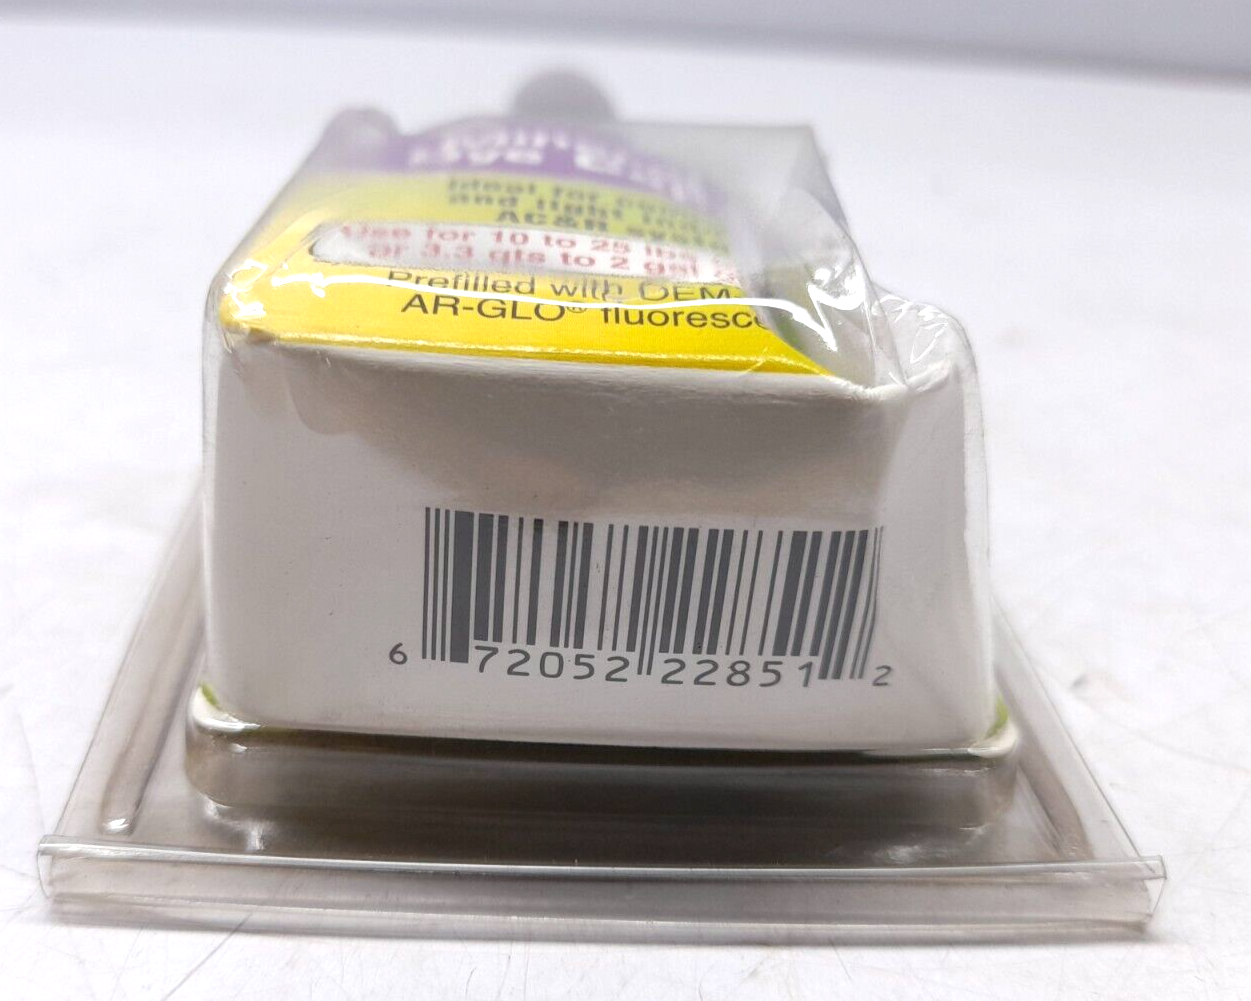 Dye
Ideal for
and light
AC&R
Use for 10 to 25 lbs
or 3.3 qts to 2 gal
Prefilled with OEM
AR-GLO®
6 72052 22851 2